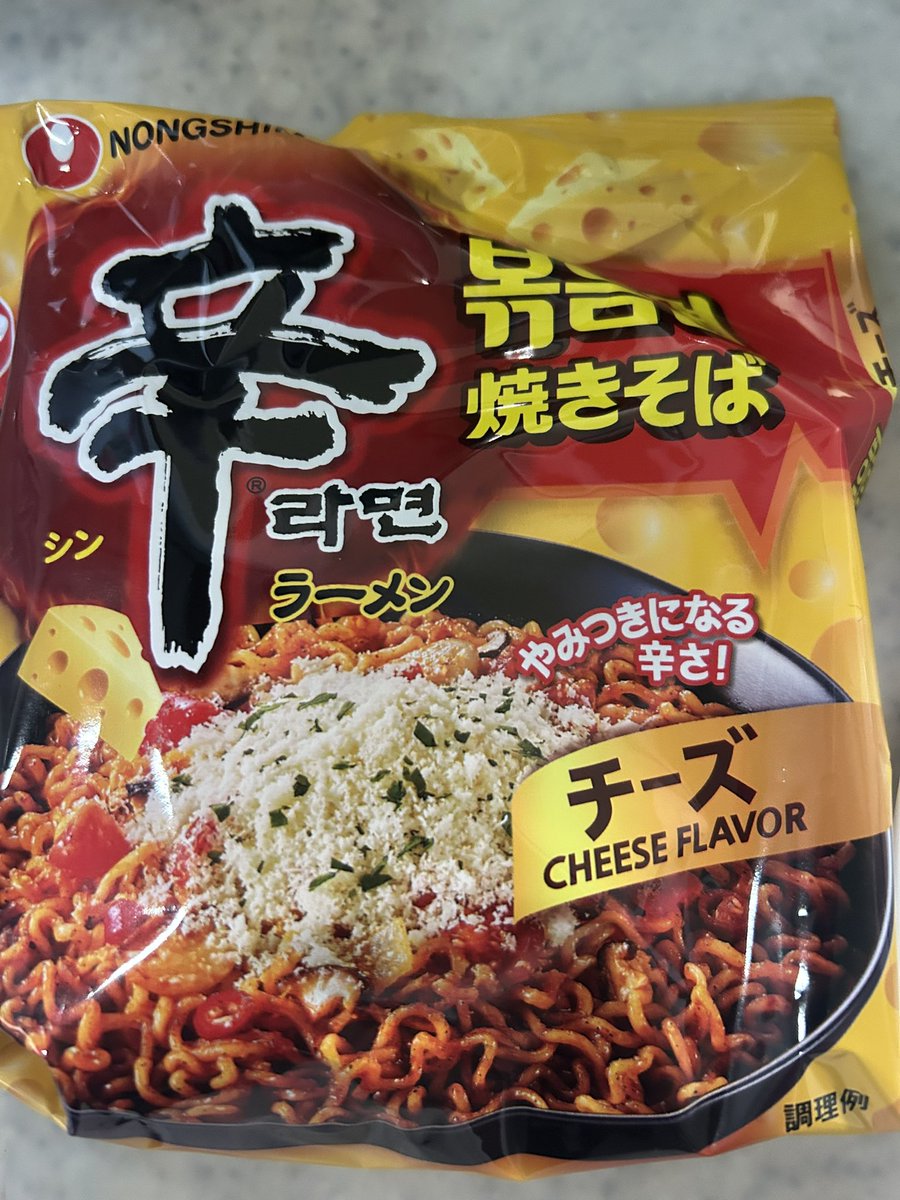 NONGSHIM
辛
®
라면
シン
ラーメン
焼きそば
やみつきになる
辛さ!
チーズ
CHEESE FLAVOR
調理例